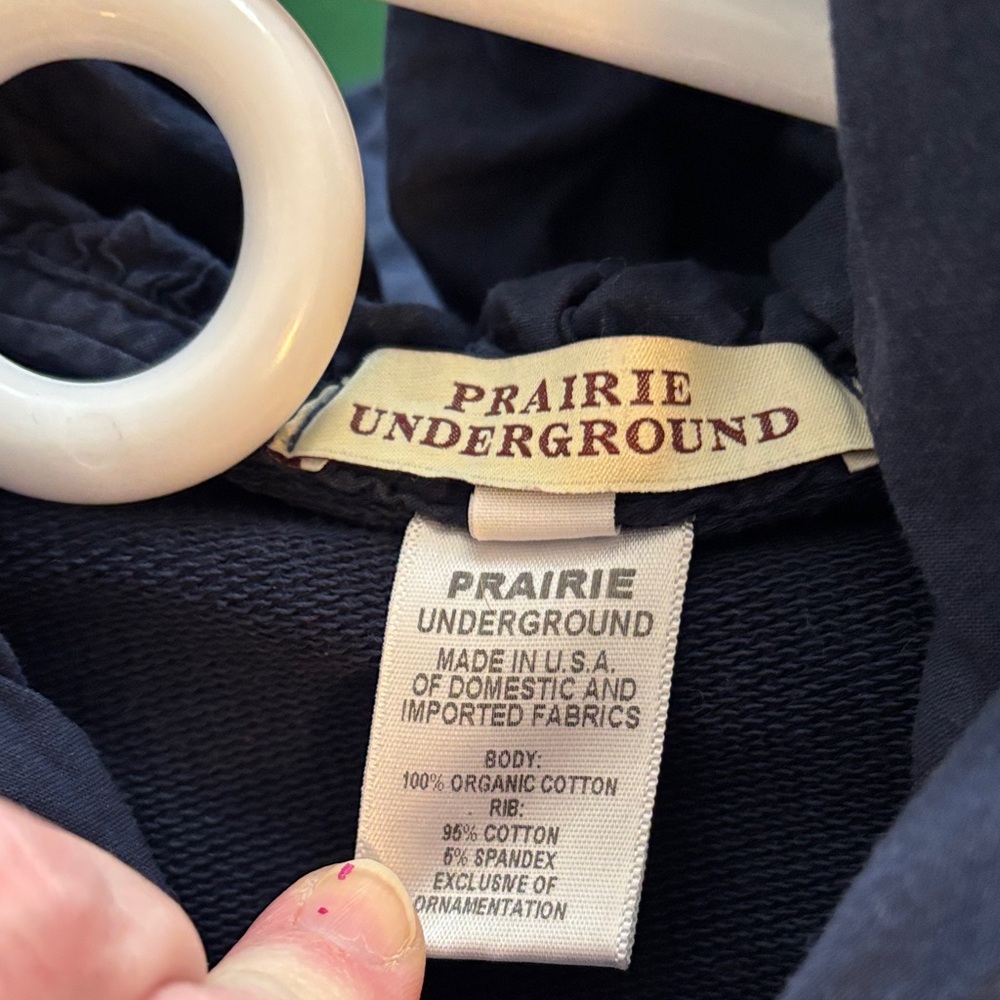 PRAIRIE
UNDERGROUND
PRAIRIE
UNDERGROUND
MADE IN U.S.A.
OF DOMESTIC AND
IMPORTED FABRICS
BODY:
100% ORGANIC COTTON
RIB:
95% COTTON
5% SPANDEX
EXCLUSIVE OF
ORNAMENTATION